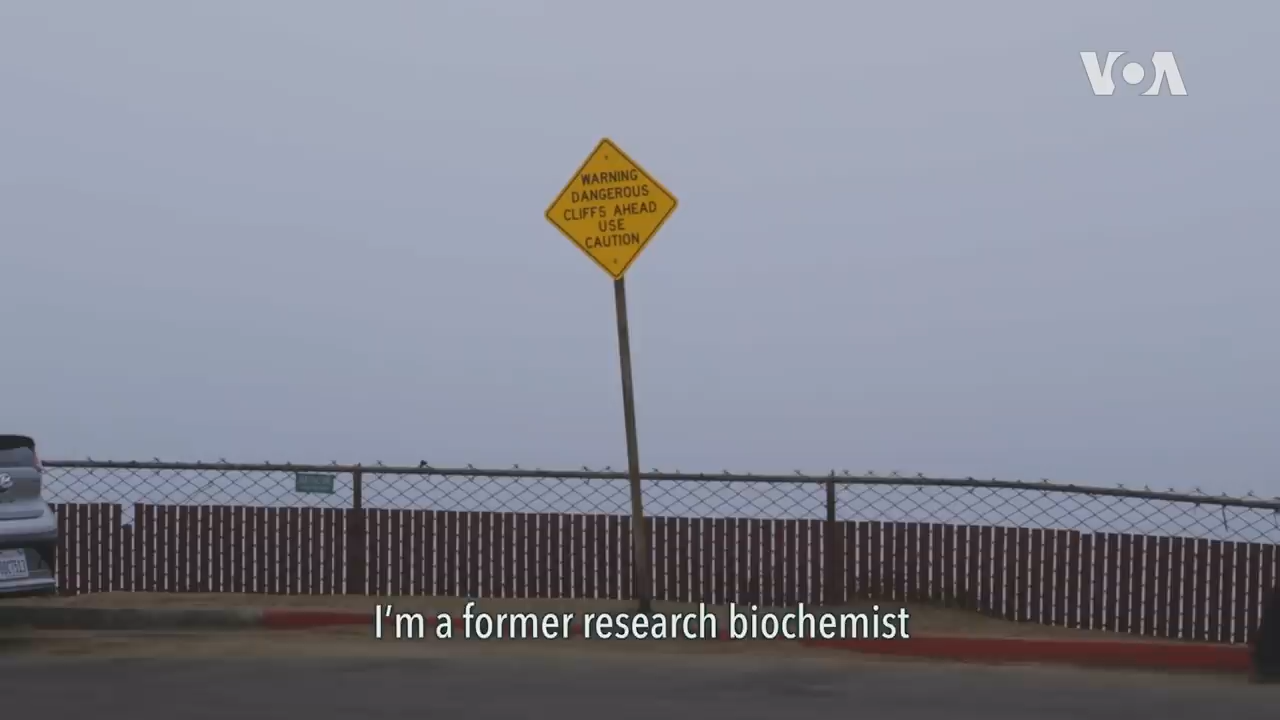 VOA
WARNING
DANGEROUS
CLIFFS AHEAD
USE
CAUTION
I'm a former research biochemist